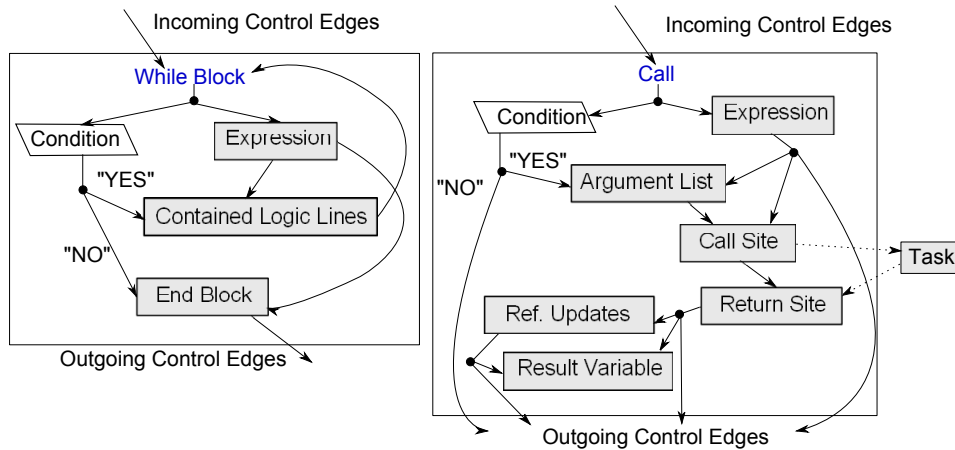 Incoming Control Edges
While Block
Condition
Expression
"YES"
Contained Logic Lines
"NO"
End Block
Outgoing Control Edges
Incoming Control Edges
Call
Condition
Expression
"YES"
"NO"
Argument List
Call Site
Task
Return Site
Ref. Updates
Result Variable
Outgoing Control Edges